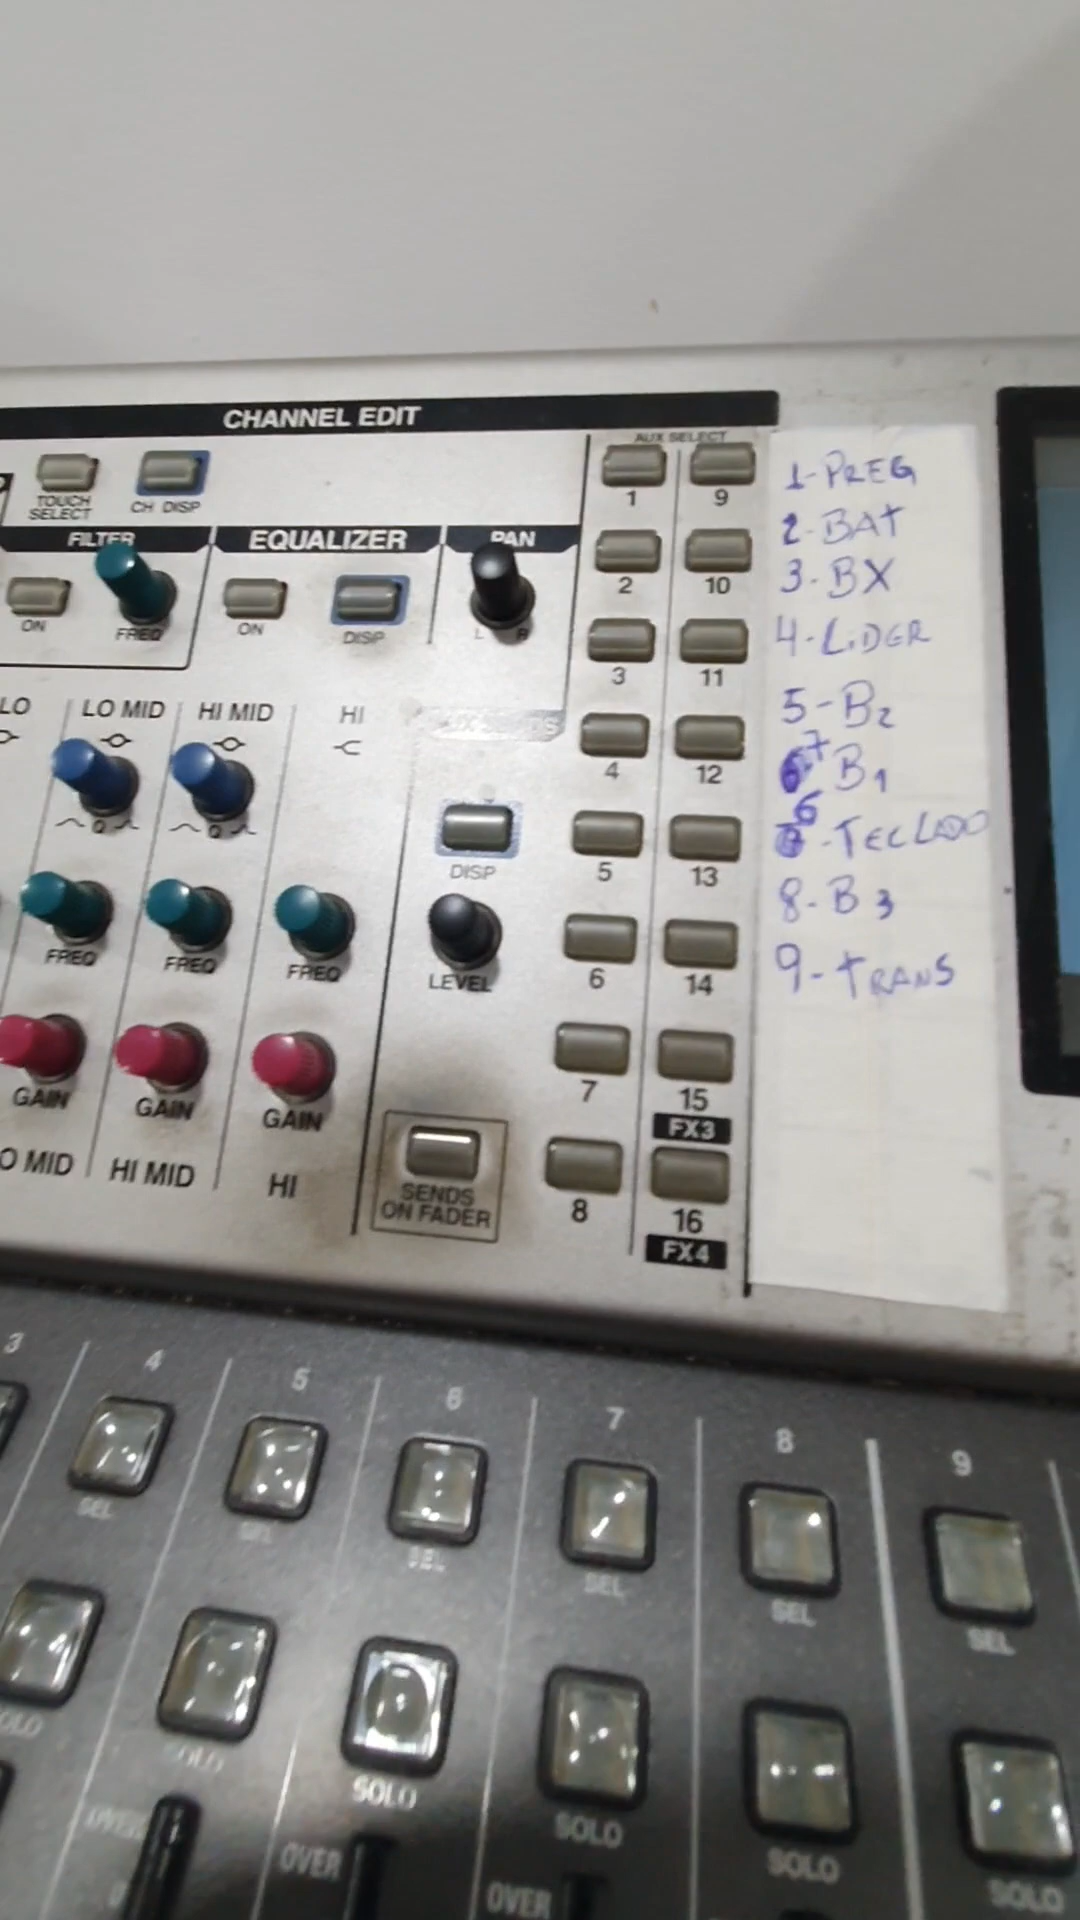 CHANNEL EDIT
AUX SELECT
TOUCH SELECT
CH DISP
FILTER
EQUALIZER
PAN
ON
FREQ
ON
DISP
L R
1
9
2
10
3
11
4
12
5
13
6
14
7
15
FX3
8
16
FX4
LO
LO MID
HI MID
HI
Q
Q
DISP
LEVEL
FREQ
FREQ
FREQ
GAIN
GAIN
GAIN
O MID
HI MID
HI
SENDS
ON FADER
1-PREG
2-BAT
3-BX
4-LiDER
5-B2
7 B1
6-TECLADO
8-B3
9-TRANS
3
4
5
6
7
8
9
SEL
SEL
SEL
SEL
SEL
SEL
OLO
SOLO
SOLO
SOLO
SOLO
SOLO
OVER
OVER
OVER